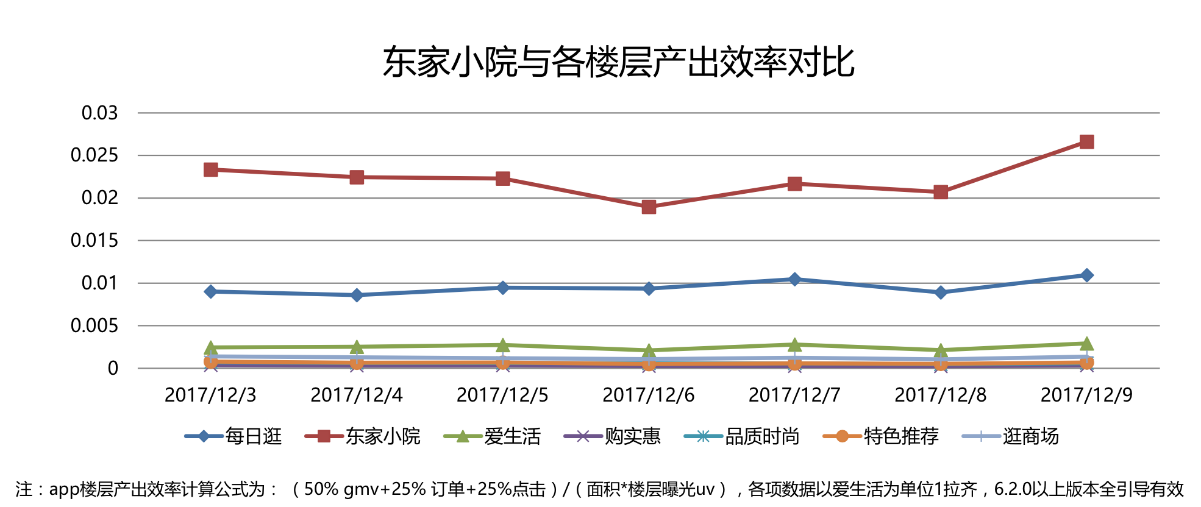 东家小院与各楼层产出效率对比
0.03
0.025
0.02
0.015
0.01
0.005
0
2017/12/3 2017/12/4 2017/12/5 2017/12/6 2017/12/7 2017/12/8 2017/12/9
每日逛 东家小院 爱生活 购实惠 品质时尚 特色推荐 逛商场
注：app楼层产出效率计算公式为：（50% gmv+25% 订单+25%点击）/（面积*楼层曝光uv），各项数据以爱生活为单位1拉齐，6.2.0以上版本全引导有效